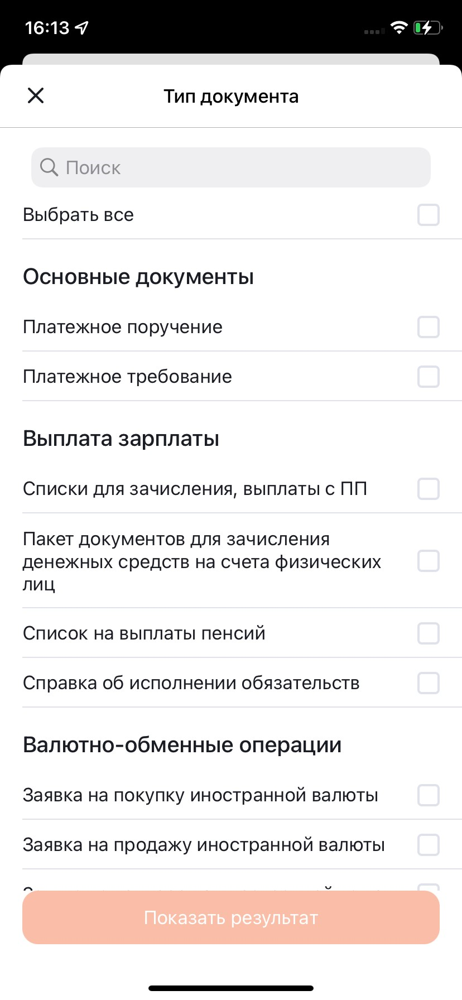 16:13
Тип документа
Поиск
Выбрать все
Основные документы
Платежное поручение
Платежное требование
Выплата зарплаты
Списки для зачисления, выплаты с ПП
Пакет документов для зачисления
денежных средств на счета физических
лиц
Список на выплаты пенсий
Справка об исполнении обязательств
Валютно-обменные операции
Заявка на покупку иностранной валюты
Заявка на продажу иностранной валюты
Показать результат